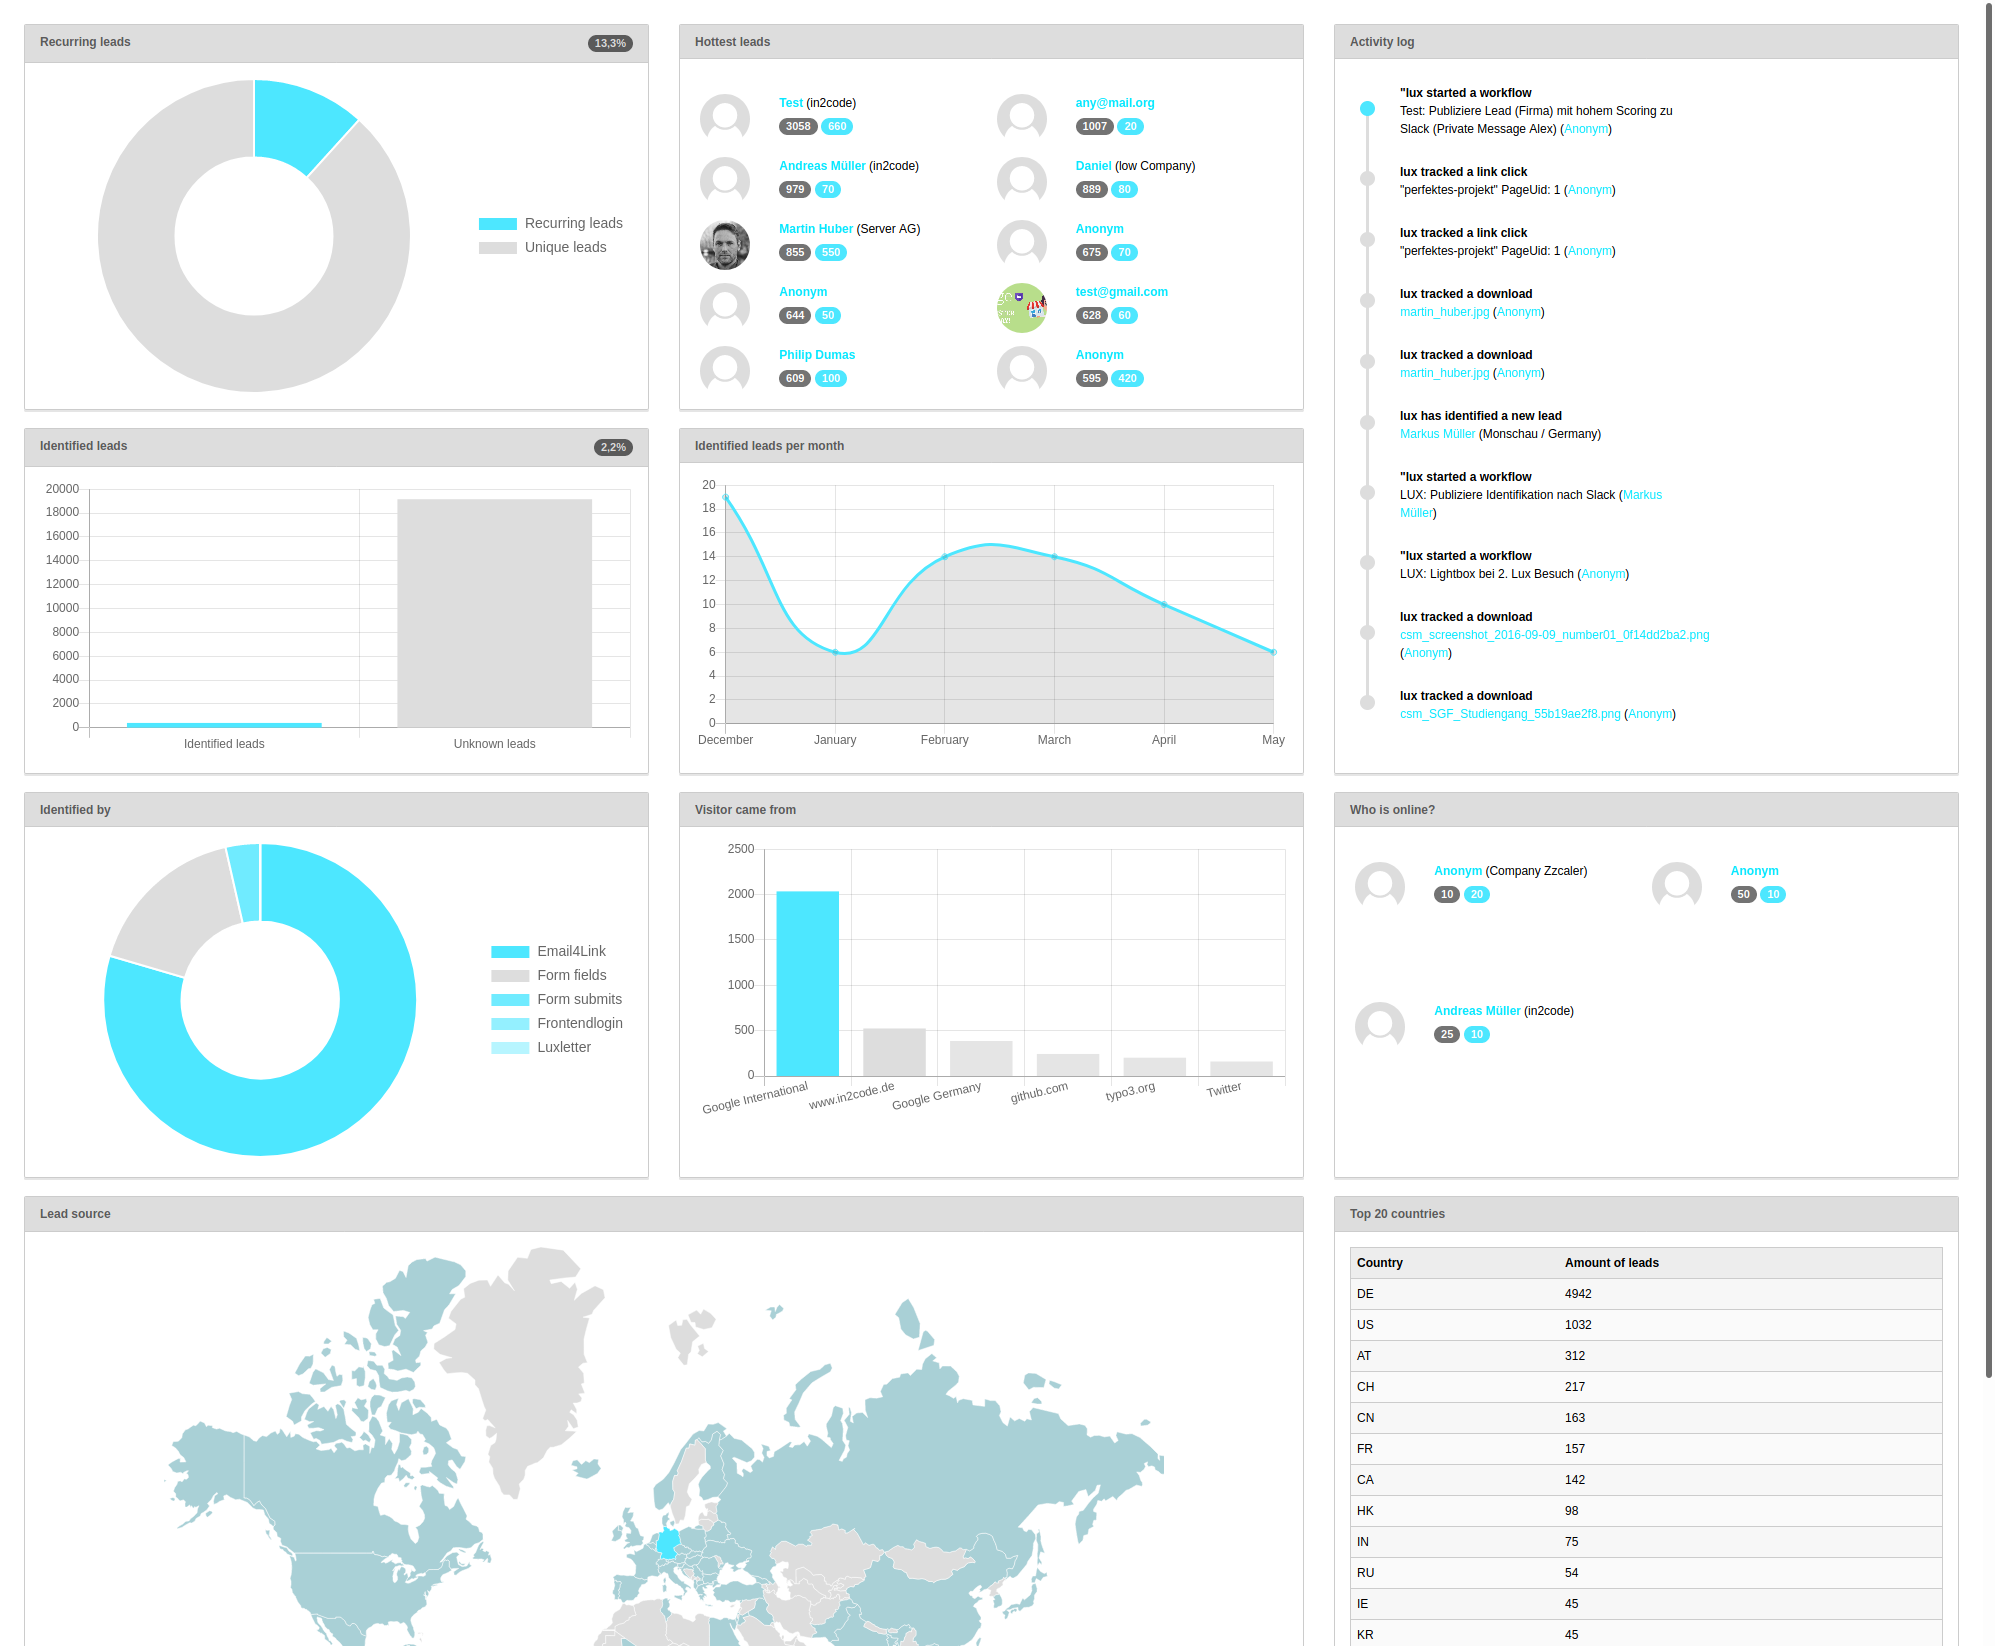 Recurring leads 13,3%
Recurring leads
Unique leads
Hottest leads
Test (in2code)
3058 660
any@mail.org
1007 20
Andreas Müller (in2code)
979 70
Daniel (low Company)
889 80
Martin Huber (Server AG)
855 550
Anonym
675 70
Anonym
644 50
test@gmail.com
628 60
Philip Dumas
609 100
Anonym
595 420
Activity log
"lux started a workflow
Test: Publiziere Lead (Firma) mit hohem Scoring zu
Slack (Private Message Alex) (Anonym)
lux tracked a link click
"perfektes-projekt" PageUid: 1 (Anonym)
lux tracked a link click
"perfektes-projekt" PageUid: 1 (Anonym)
lux tracked a download
martin_huber.jpg (Anonym)
lux tracked a download
martin_huber.jpg (Anonym)
lux has identified a new lead
Markus Müller (Monschau / Germany)
"lux started a workflow
LUX: Publiziere Identifikation nach Slack (Markus
Müller)
"lux started a workflow
LUX: Lightbox bei 2. Lux Besuch (Anonym)
lux tracked a download
csm_screenshot_2016-09-09_number01_0f14dd2ba2.png
(Anonym)
lux tracked a download
csm_SGF_Studiengang_55b19ae2f8.png (Anonym)
Identified leads 2,2%
20000
18000
16000
14000
12000
10000
8000
6000
4000
2000
0
Identified leads Unknown leads
Identified leads per month
20
18
16
14
12
10
8
6
4
2
0
December January February March April May
Identified by
Email4Link
Form fields
Form submits
Frontendlogin
Luxletter
Visitor came from
2500
2000
1500
1000
500
0
Google International www.in2code.de Google Germany github.com typo3.org Twitter
Who is online?
Anonym (Company Zzcaler)
10 20
Anonym
50 10
Andreas Müller (in2code)
25 10
Lead source
Top 20 countries
Country Amount of leads
DE 4942
US 1032
AT 312
CH 217
CN 163
FR 157
CA 142
HK 98
IN 75
RU 54
IE 45
KR 45